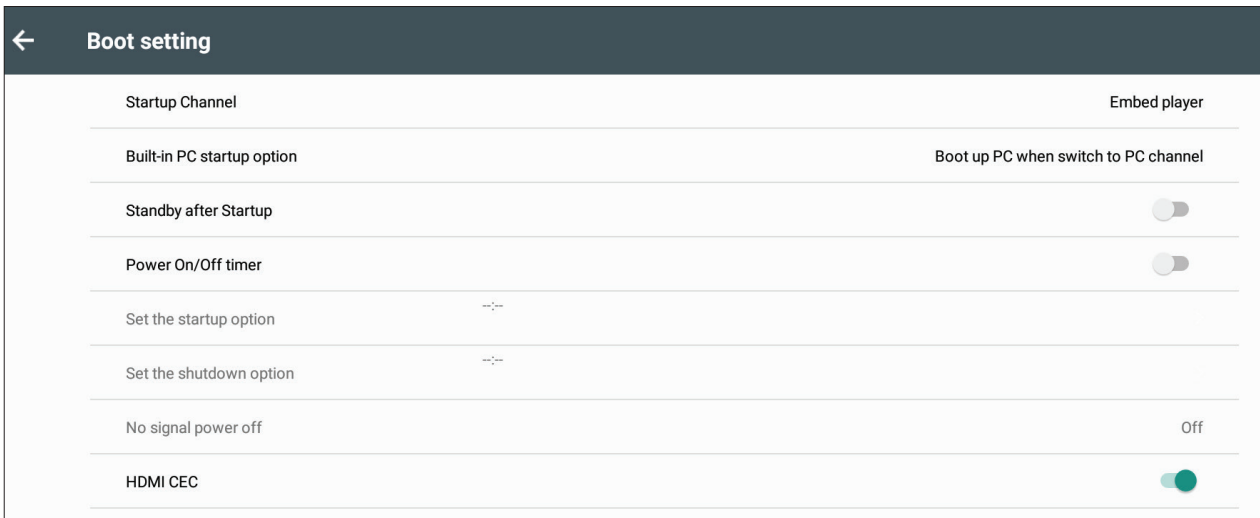 Boot setting
Startup Channel Embed player
Built-in PC startup option Boot up PC when switch to PC channel
Standby after Startup
Power On/Off timer
--:--
Set the startup option
--:--
Set the shutdown option
No signal power off Off
HDMI CEC